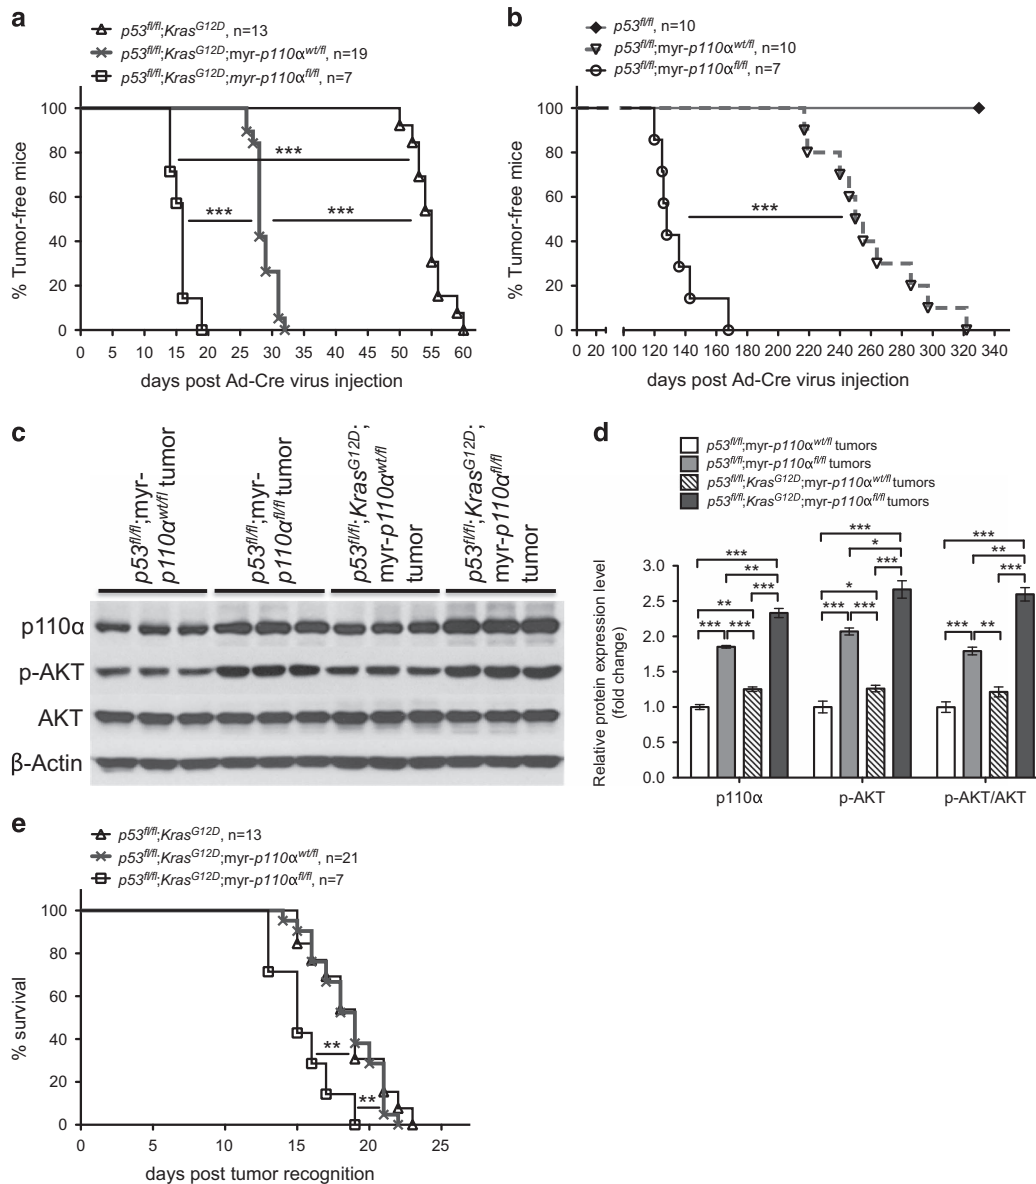 a
p53fl/fl;KrasG12D, n=13
p53fl/fl;KrasG12D;myr-p110αwt/fl, n=19
p53fl/fl;KrasG12D;myr-p110αfl/fl, n=7
% Tumor-free mice
100
80
60
40
20
0
***
***
***
0 5 10 15 20 25 30 35 40 45 50 55 60
days post Ad-Cre virus injection
b
p53fl/fl, n=10
p53fl/fl;myr-p110αwt/fl, n=10
p53fl/fl;myr-p110αfl/fl, n=7
% Tumor-free mice
100
80
60
40
20
0
***
0 20 100 120 140 160 180 200 220 240 260 280 300 320 340
days post Ad-Cre virus injection
c
p53fl/fl;myr-
p110αwt/fl tumor
p53fl/fl;myr-
p110αfl/fl tumor
p53fl/fl;KrasG12D;
myr-p110αwt/fl
tumor
p53fl/fl;KrasG12D;
myr-p110αfl/fl
tumor
p110α
p-AKT
AKT
β-Actin
d
p53fl/fl;myr-p110αwt/fl tumors
p53fl/fl;myr-p110αfl/fl tumors
p53fl/fl;KrasG12D;myr-p110αwt/fl tumors
p53fl/fl;KrasG12D;myr-p110αfl/fl tumors
Relative protein expression level
(fold change)
3.0
2.5
2.0
1.5
1.0
0.5
0.0
***
**
***
**
*** ***
***
*
***
*
*** ***
***
**
***
*** **
p110α p-AKT p-AKT/AKT
e
p53fl/fl;KrasG12D, n=13
p53fl/fl;KrasG12D;myr-p110αwt/fl, n=21
p53fl/fl;KrasG12D;myr-p110αfl/fl, n=7
% survival
100
80
60
40
20
0
**
**
0 5 10 15 20 25
days post tumor recognition